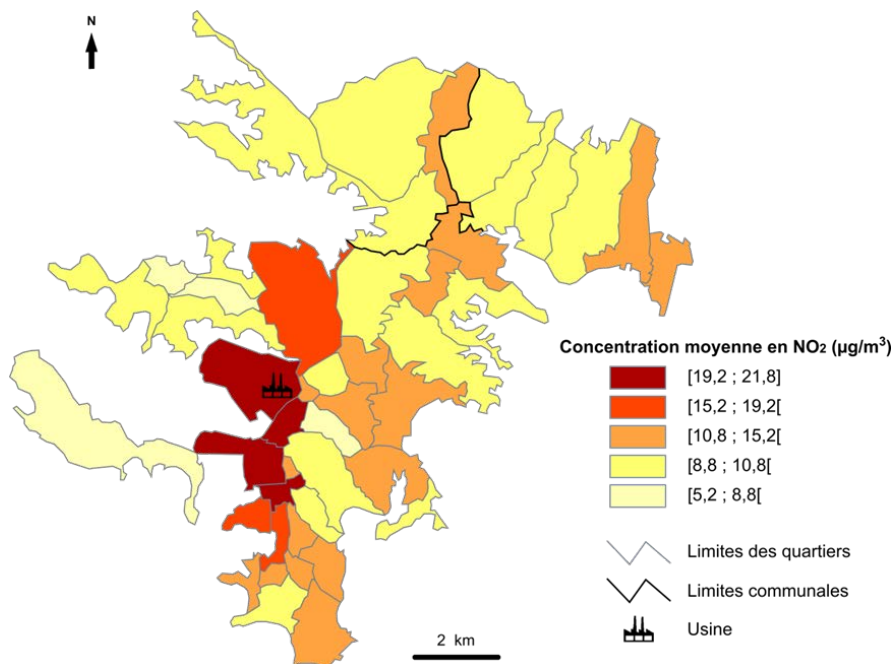 N
Concentration moyenne en NO₂ (µg/m³)
[19,2 ; 21,8]
[15,2 ; 19,2[
[10,8 ; 15,2[
[8,8 ; 10,8[
[5,2 ; 8,8[
Limites des quartiers
Limites communales
Usine
2 km